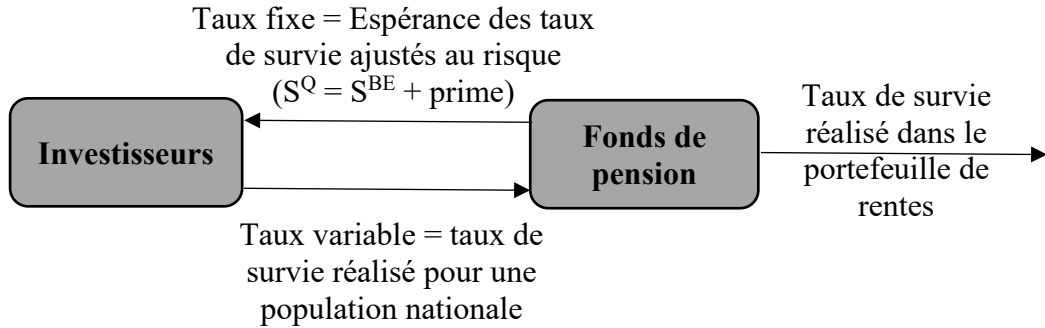 Taux fixe = Espérance des taux
de survie ajustés au risque
(S^Q = S^BE + prime)
Investisseurs
Fonds de
pension
Taux de survie
réalisé dans le
portefeuille de
rentes
Taux variable = taux de
survie réalisé pour une
population nationale